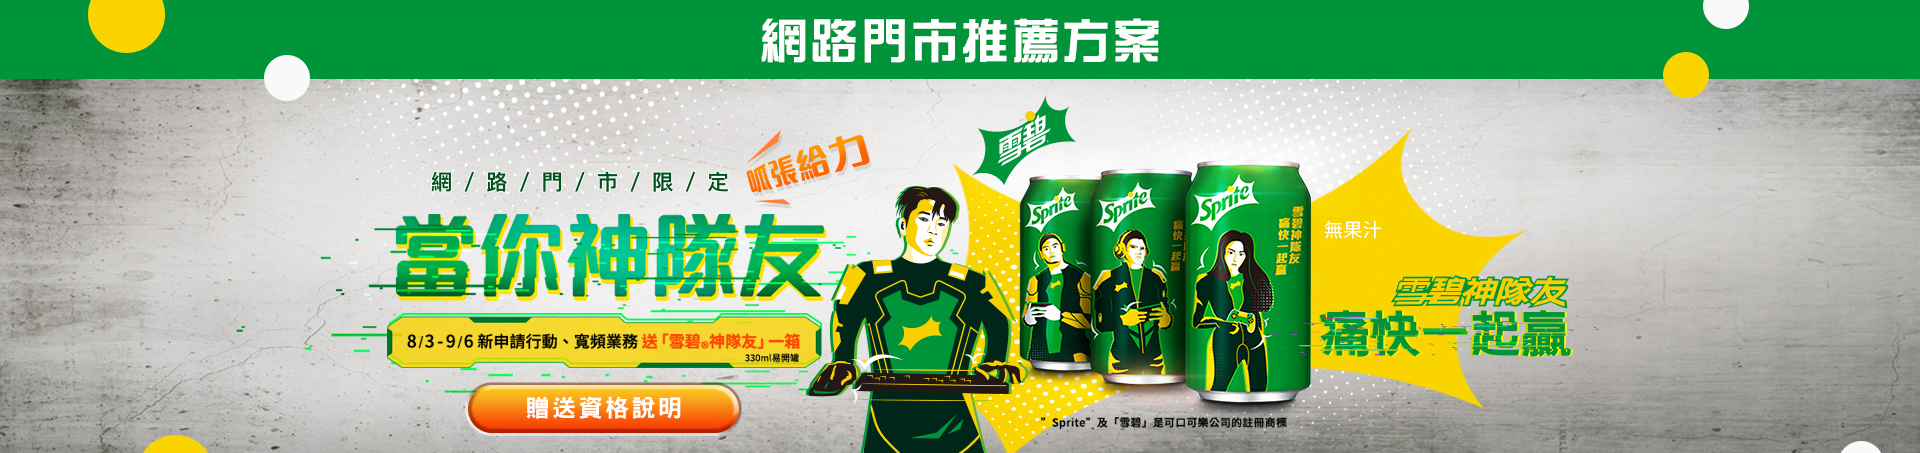 網路門市推薦方案
網/路/門/市/限/定
呱張給力
當你神隊友
8/3-9/6新申請行動、寬頻業務送「雪碧®神隊友」一箱
330ml易開罐
贈送資格說明
雪碧
Sprite
Sprite
痛快一起贏
Sprite
雪碧神隊友
痛快一起贏
無果汁
雪碧神隊友
痛快一起贏
” Sprite”及「雪碧」是可口可樂公司的註冊商標